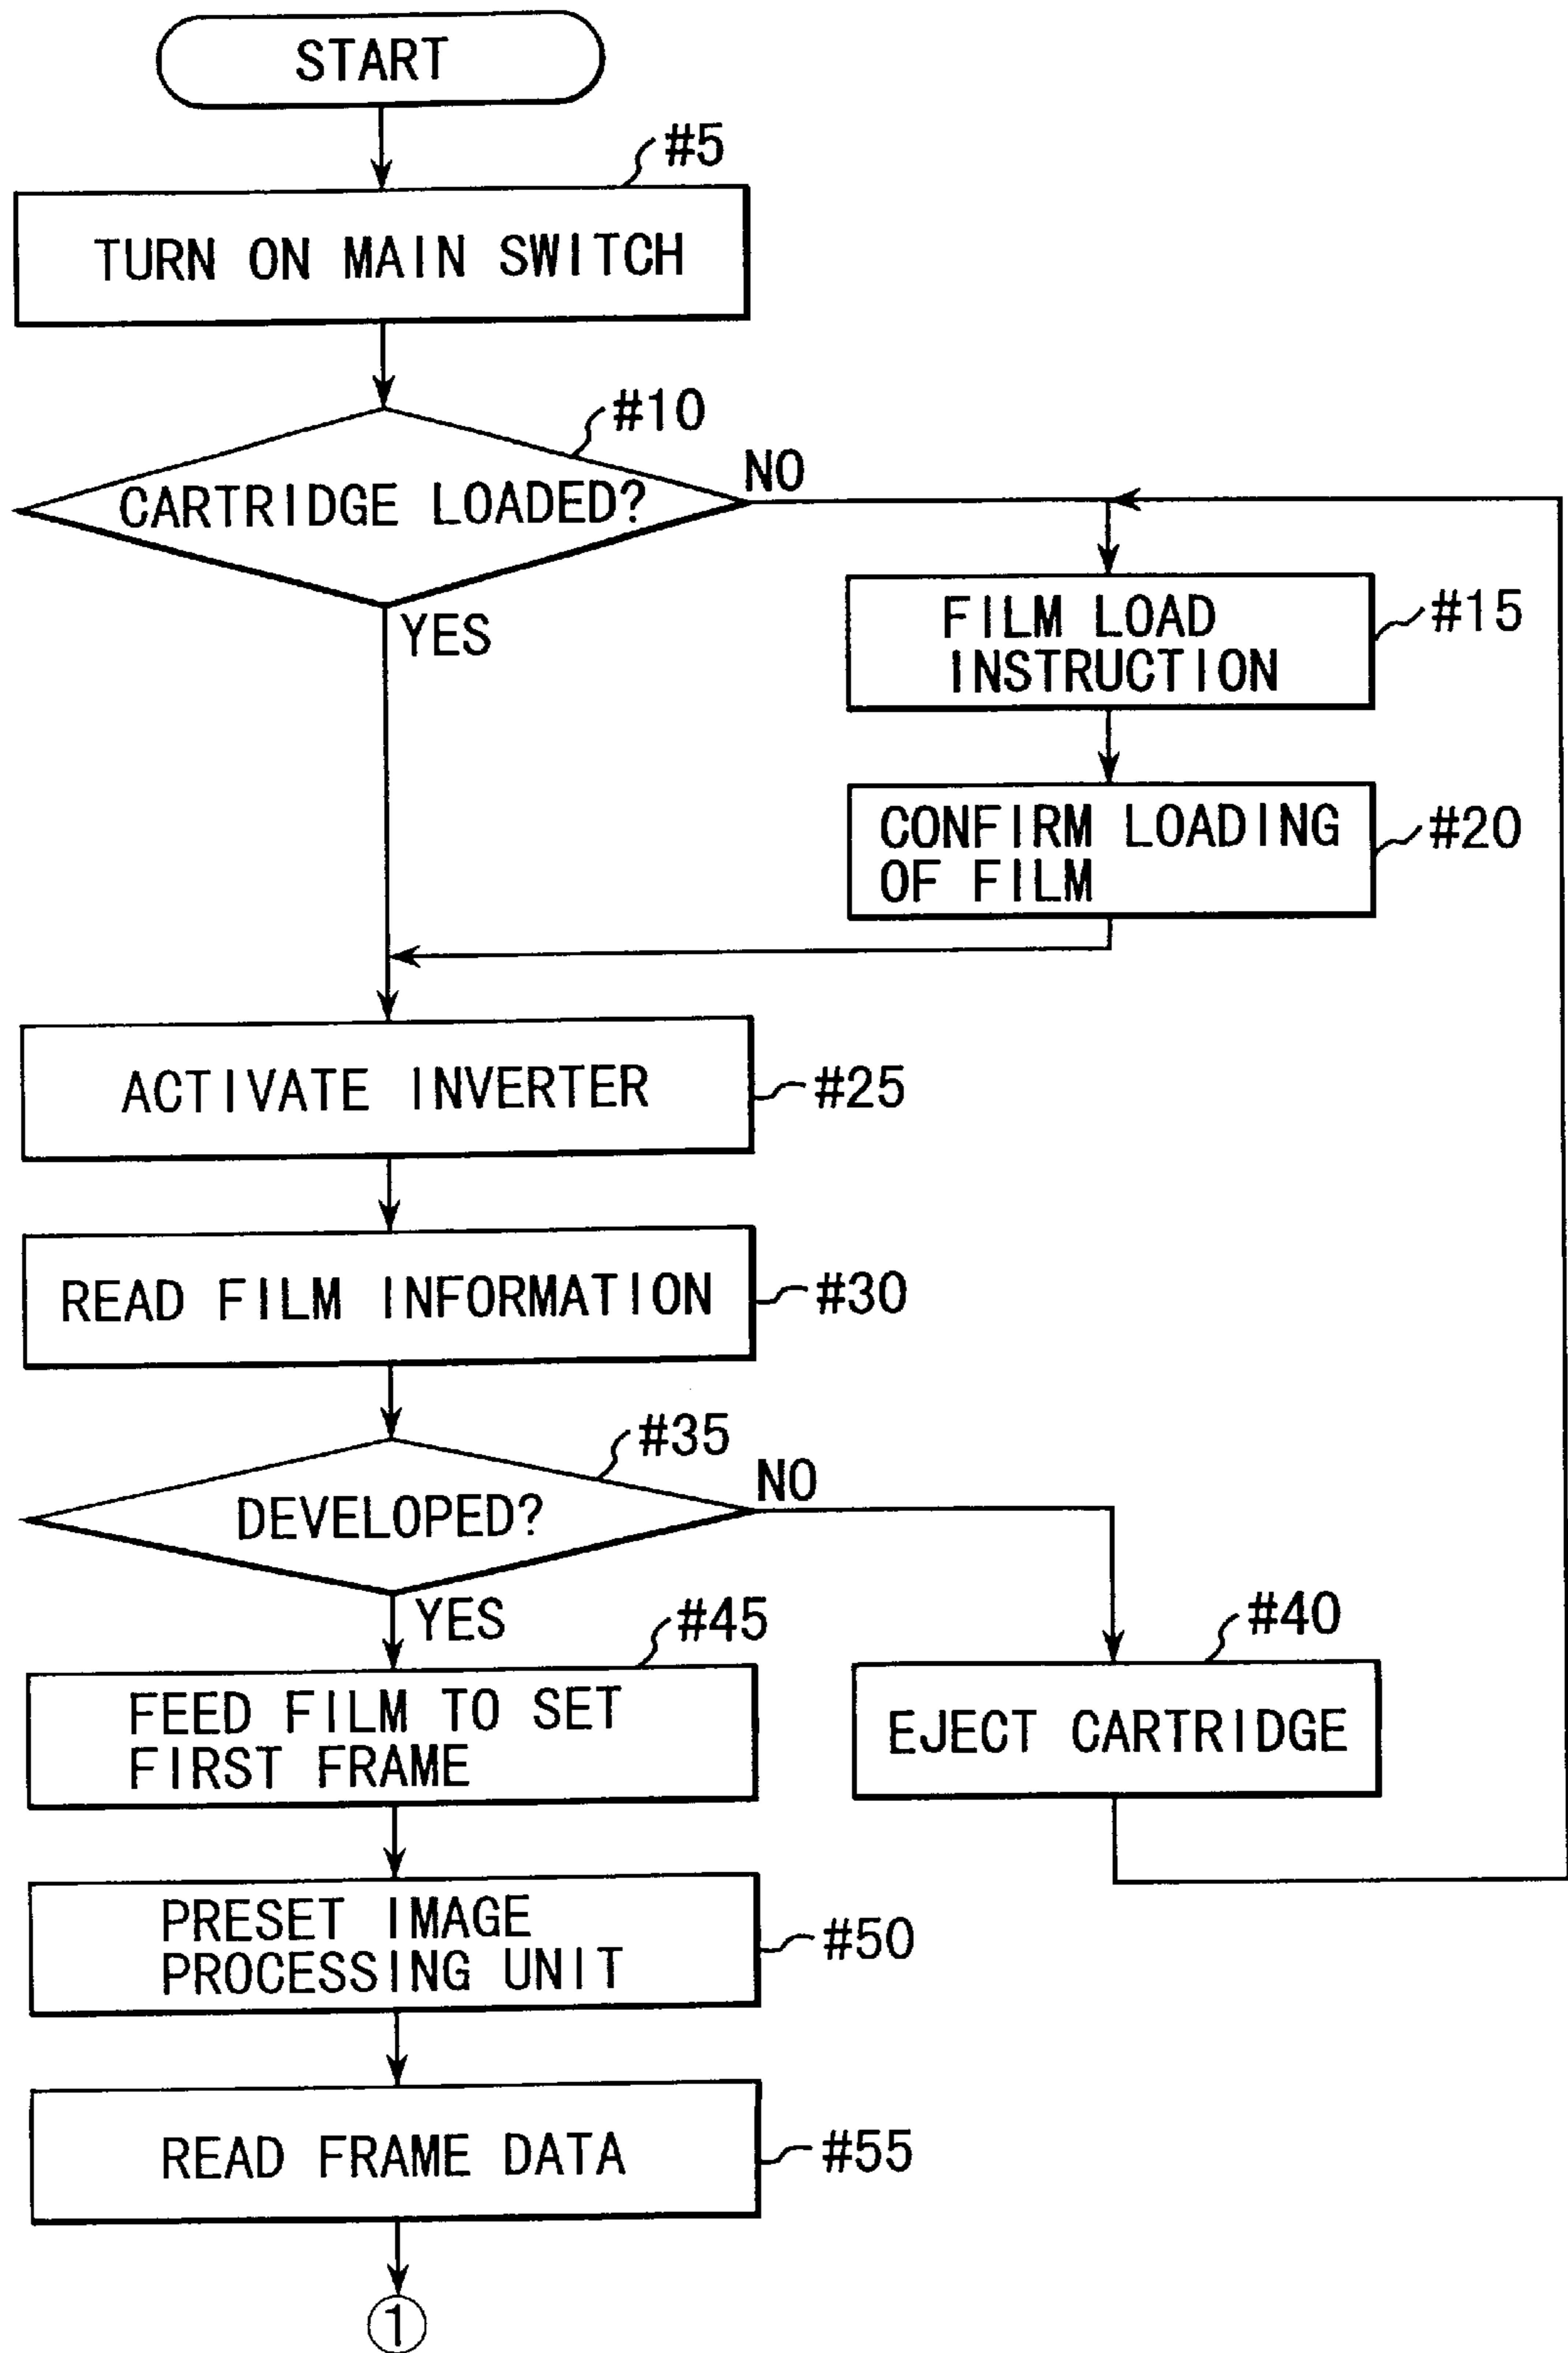 START
#5
TURN ON MAIN SWITCH
#10
CARTRIDGE LOADED?
NO
YES
FILM LOAD
INSTRUCTION
#15
CONFIRM LOADING
OF FILM
#20
ACTIVATE INVERTER
#25
READ FILM INFORMATION
#30
#35
DEVELOPED?
NO
YES
#40
EJECT CARTRIDGE
#45
FEED FILM TO SET
FIRST FRAME
PRESET IMAGE
PROCESSING UNIT
#50
READ FRAME DATA
#55
1